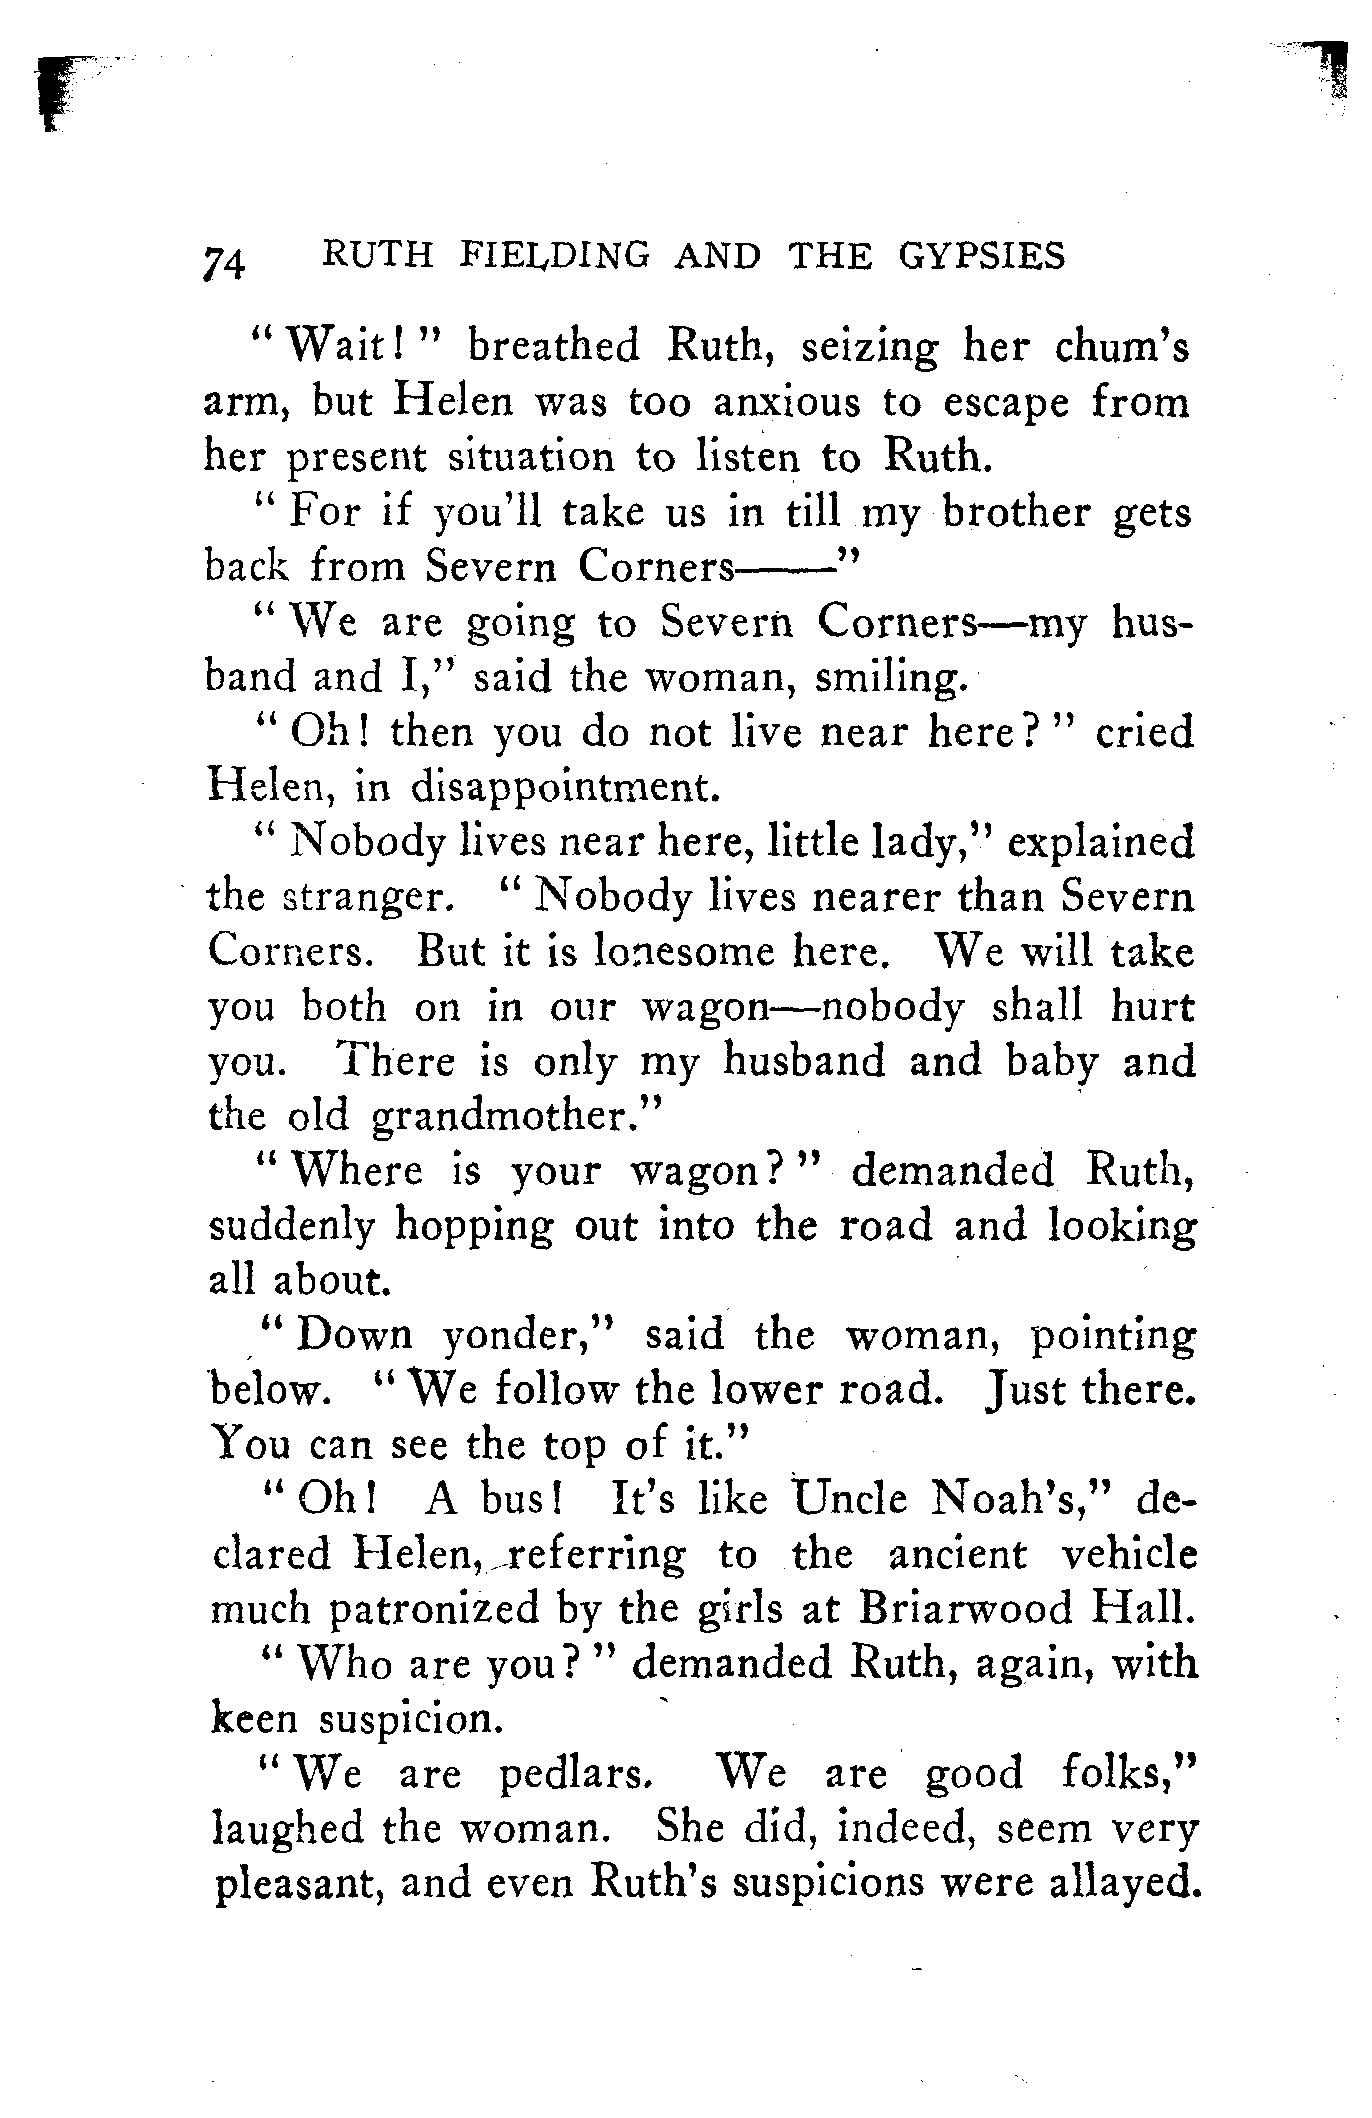 74 RUTH FIELDING AND THE GYPSIES
“ Wait! ” breathed Ruth, seizing her chum’s
arm, but Helen was too anxious to escape from
her present situation to listen to Ruth.
“ For if you’ll take us in till my brother gets
back from Severn Corners——”
“ We are going to Severn Corners—my hus-
band and I,” said the woman, smiling.
“ Oh! then you do not live near here? ” cried
Helen, in disappointment.
“ Nobody lives near here, little lady,” explained
the stranger. “ Nobody lives nearer than Severn
Corners. But it is lonesome here. We will take
you both on in our wagon—nobody shall hurt
you. There is only my husband and baby and
the old grandmother.”
“ Where is your wagon? ” demanded Ruth,
suddenly hopping out into the road and looking
all about.
“ Down yonder,” said the woman, pointing
below. “ We follow the lower road. Just there.
You can see the top of it.”
“ Oh! A bus! It’s like Uncle Noah’s,” de-
clared Helen, referring to the ancient vehicle
much patronized by the girls at Briarwood Hall.
“ Who are you? ” demanded Ruth, again, with
keen suspicion.
“ We are pedlars. We are good folks,”
laughed the woman. She did, indeed, seem very
pleasant, and even Ruth’s suspicions were allayed.